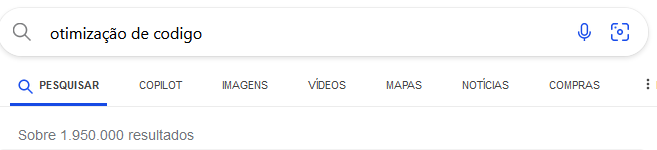 otimização de codigo
PESQUISAR COPILOT IMAGENS VÍDEOS MAPAS NOTÍCIAS COMPRAS
Sobre 1.950.000 resultados